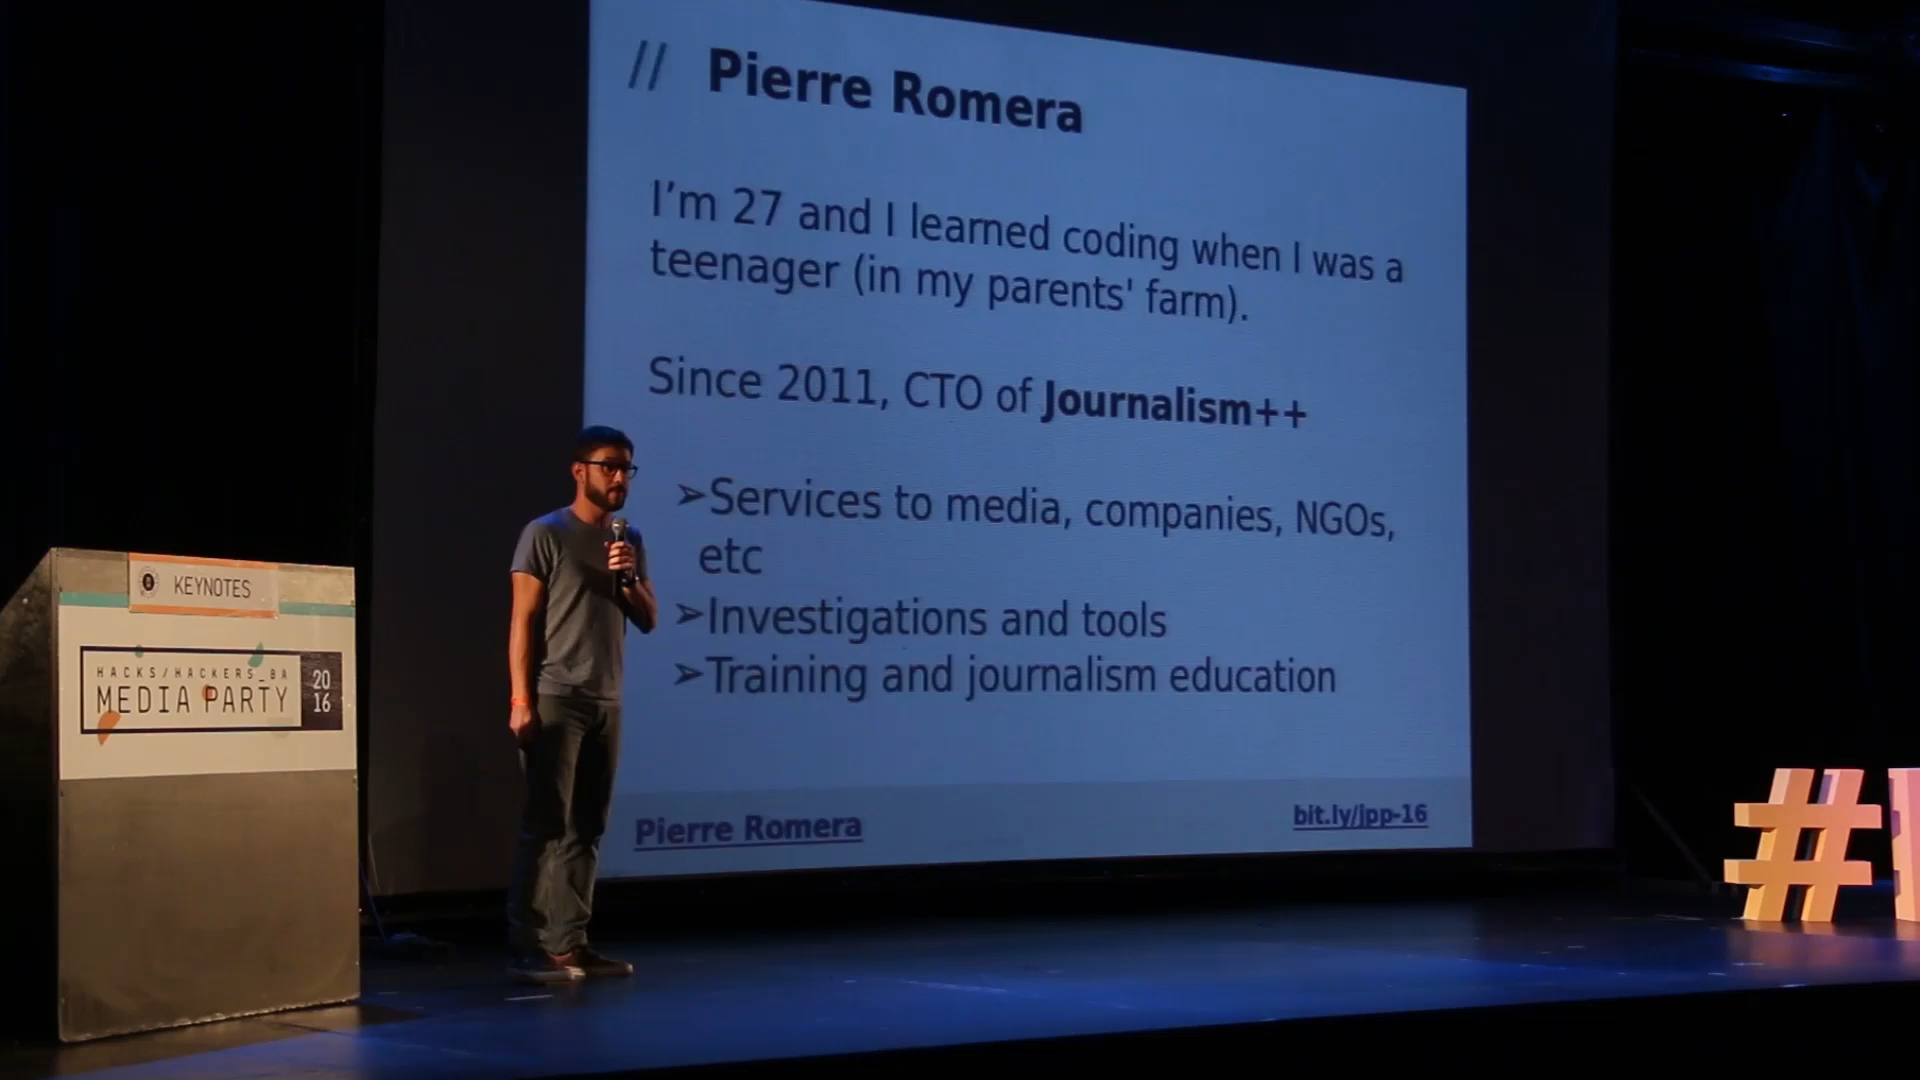 // Pierre Romera
I'm 27 and I learned coding when I was a
teenager (in my parents' farm).
Since 2011, CTO of Journalism++
➢Services to media, companies, NGOs,
etc
➢Investigations and tools
➢Training and journalism education
Pierre Romera
bit.ly/jpp-16
KEYNOTES
HACKS/HACKERS_BA
MEDIA PARTY
20
16
#